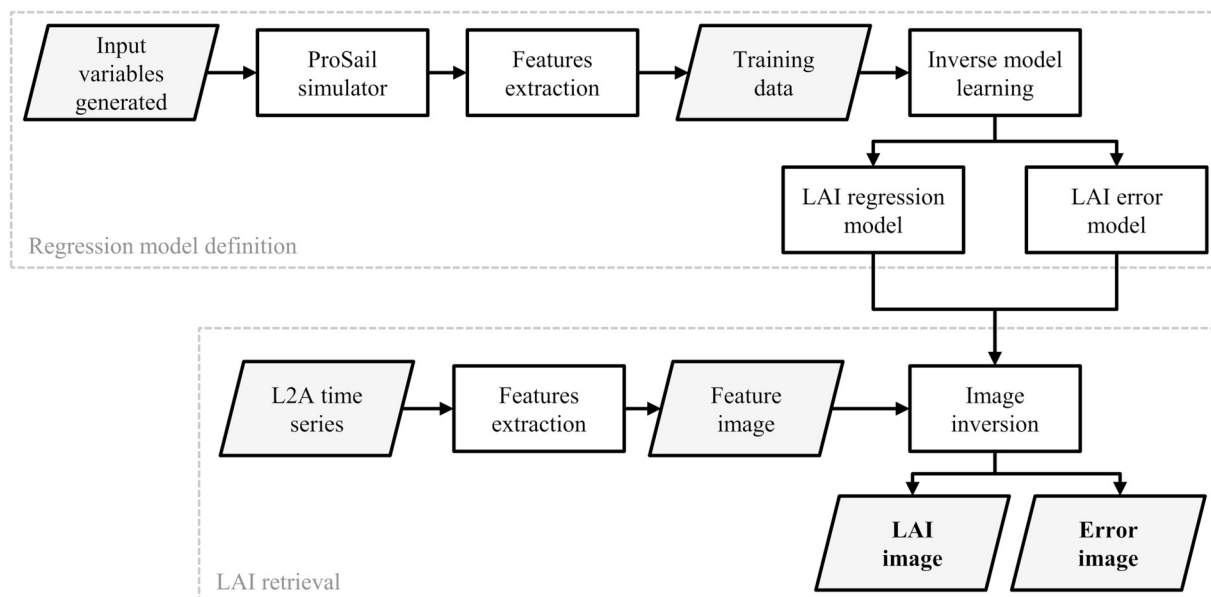 Input
variables
generated
ProSail
simulator
Features
extraction
Training
data
Inverse model
learning
LAI regression
model
LAI error
model
Regression model definition
L2A time
series
Features
extraction
Feature
image
Image
inversion
LAI
image
Error
image
LAI retrieval